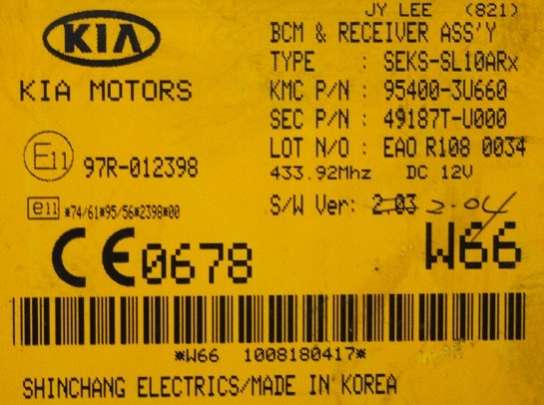 JY LEE (821)
KIA
BCM & RECEIVER ASS'Y
TYPE : SEKS-SL10ARx
KIA MOTORS
KMC P/N : 95400-3U660
SEC P/N : 49187T-U000
E11 97R-012398
LOT N/O : EAO R108 0034
433.92Mhz DC 12V
e11 *74/61*95/56*2398*00
S/W Ver: 2.03 2.04
CE0678
W66
*W66 1008180417*
SHINCHANG ELECTRICS/MADE IN KOREA